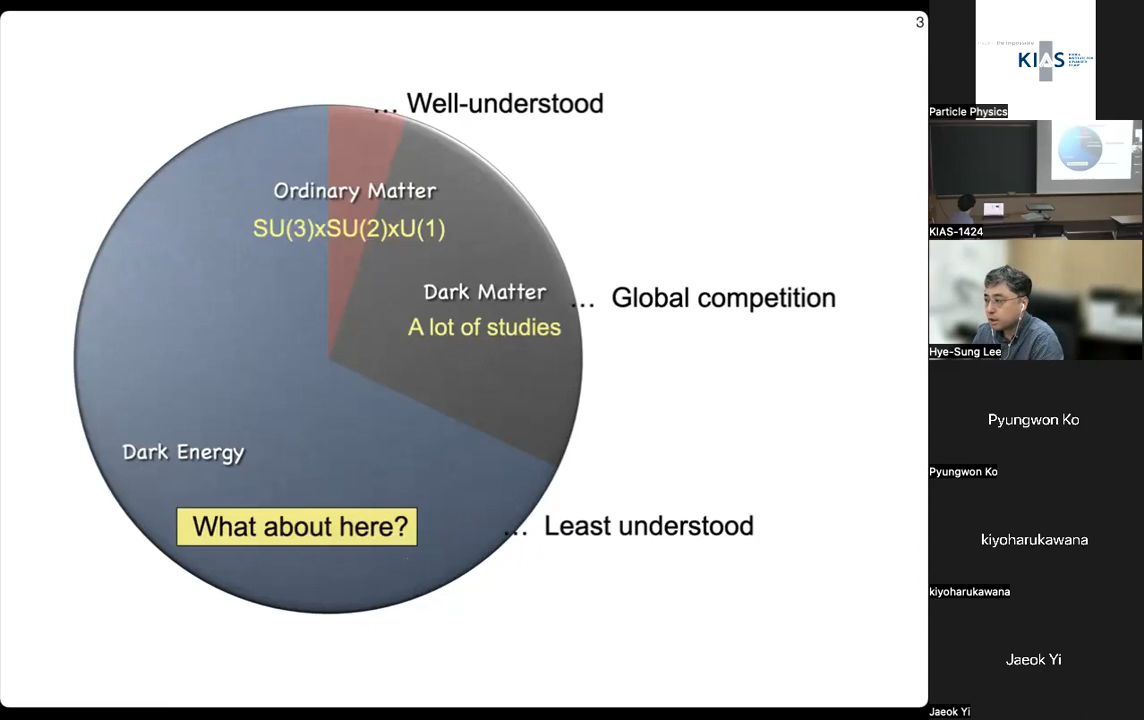 3
... Well-understood
Ordinary Matter
SU(3)xSU(2)xU(1)
Dark Matter
... Global competition
A lot of studies
Dark Energy
What about here?
... Least understood
KIAS
Particle Physics
KIAS-1424
Hye-Sung Lee
Pyungwon Ko
Pyungwon Ko
kiyoharukawana
kiyoharukawana
Jaeok Yi
Jaeok Yi